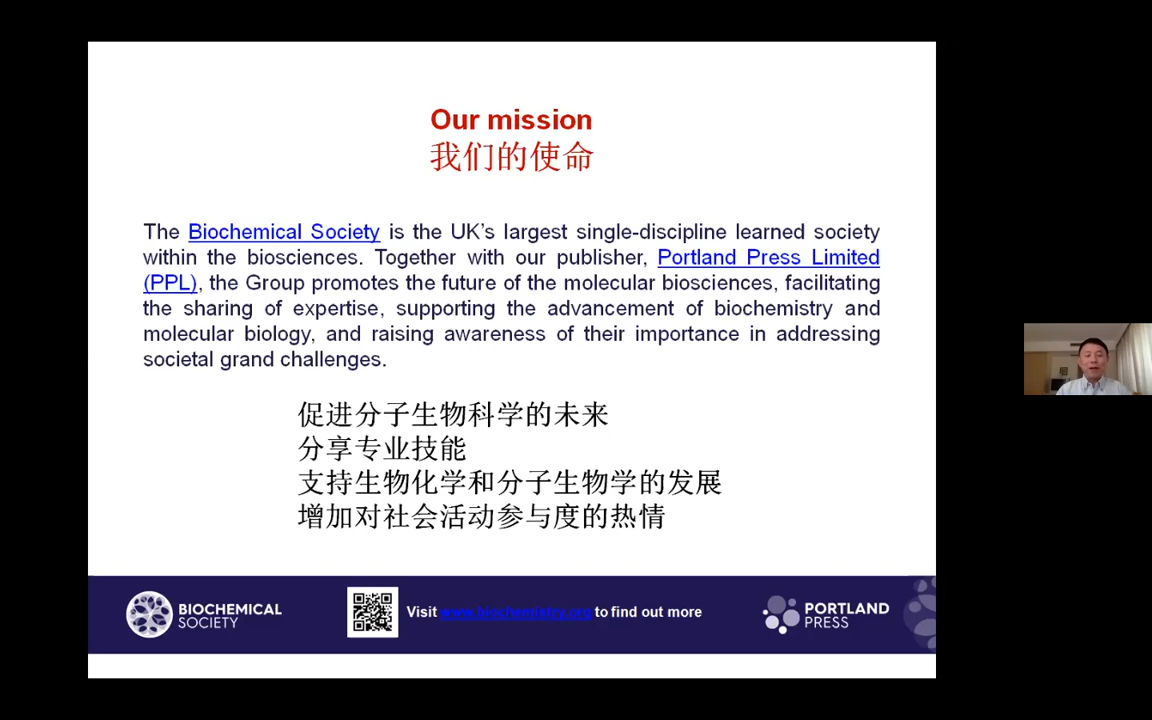 Our mission
我们的使命
The Biochemical Society is the UK’s largest single-discipline learned society
within the biosciences. Together with our publisher, Portland Press Limited
(PPL), the Group promotes the future of the molecular biosciences, facilitating
the sharing of expertise, supporting the advancement of biochemistry and
molecular biology, and raising awareness of their importance in addressing
societal grand challenges.
促进分子生物科学的未来
分享专业技能
支持生物化学和分子生物学的发展
增加对社会活动参与度的热情
BIOCHEMICAL
SOCIETY
Visit www.biochemistry.org to find out more
PORTLAND
PRESS